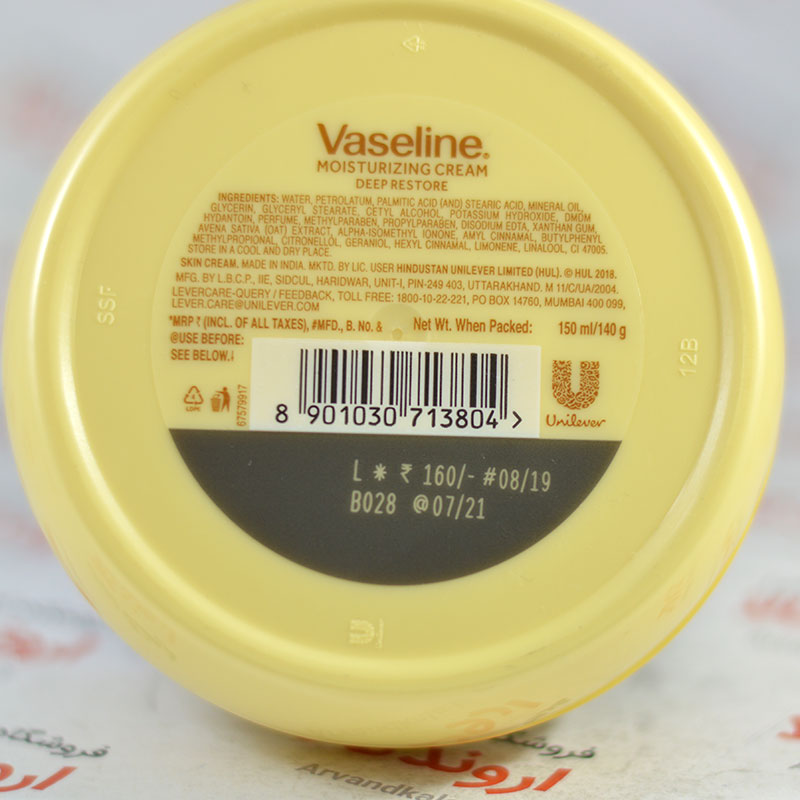 Vaseline.
MOISTURIZING CREAM
DEEP RESTORE
INGREDIENTS: WATER, PETROLATUM, PALMITIC ACID (AND) STEARIC ACID, MINERAL OIL,
GLYCERIN, GLYCERYL STEARATE, CETYL ALCOHOL, POTASSIUM HYDROXIDE, DMDM
HYDANTOIN, PERFUME, METHYLPARABEN, PROPYLPARABEN, DISODIUM EDTA, XANTHAN GUM,
AVENA SATIVA (OAT) EXTRACT, ALPHA-ISOMETHYL IONONE, AMYL CINNAMAL, BUTYLPHENYL
METHYLPROPIONAL, CITRONELLOL, GERANIOL, HEXYL CINNAMAL, LIMONENE, LINALOOL, CI 47005.
STORE IN A COOL AND DRY PLACE.
SKIN CREAM. MADE IN INDIA. MKTD. BY LIC. USER HINDUSTAN UNILEVER LIMITED (HUL). © HUL 2018.
MFG. BY L.B.C.P., IIE, SIDCUL, HARIDWAR, UNIT-I, PIN-249 403, UTTARAKHAND. M 11/C/UA/2004.
LEVERCARE-QUERY / FEEDBACK, TOLL FREE: 1800-10-22-221, PO BOX 14760, MUMBAI 400 099,
LEVER.CARE@UNILEVER.COM
*MRP ₹ (INCL. OF ALL TAXES), #MFD., B. No. & Net Wt. When Packed: 150 ml/140 g
@USE BEFORE:
SEE BELOW.↓
4
LDPE
67579917
8 901030 713804 >
Unilever
L * ₹ 160/- #08/19
B028 @07/21
SSF
12B
فروشگاه
اروند
Arvandka